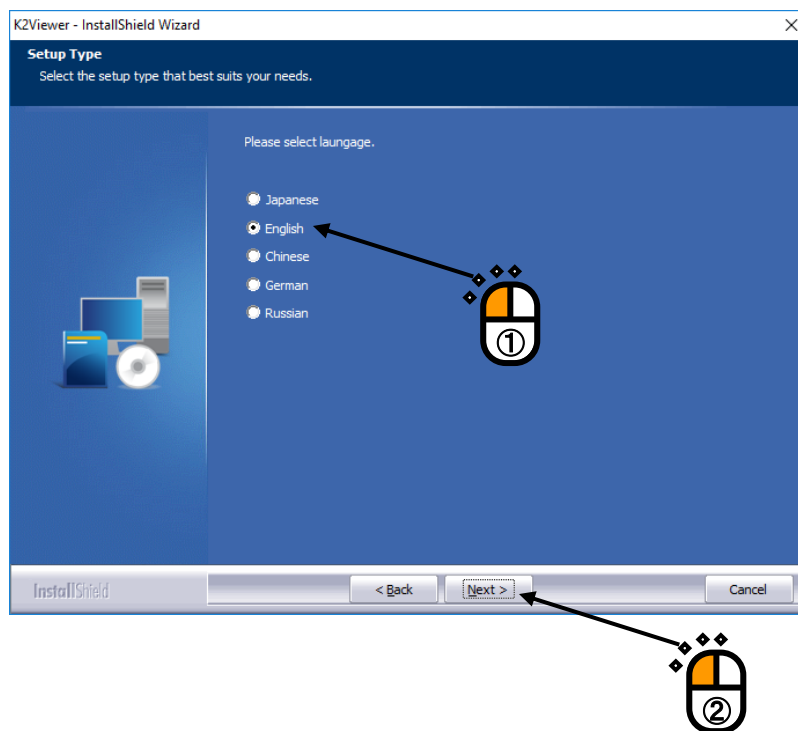 K2Viewer - InstallShield Wizard
Setup Type
Select the setup type that best suits your needs.
Please select laungage.
Japanese
English
Chinese
German
Russian
①
InstallShield
< Back
Next >
Cancel
②